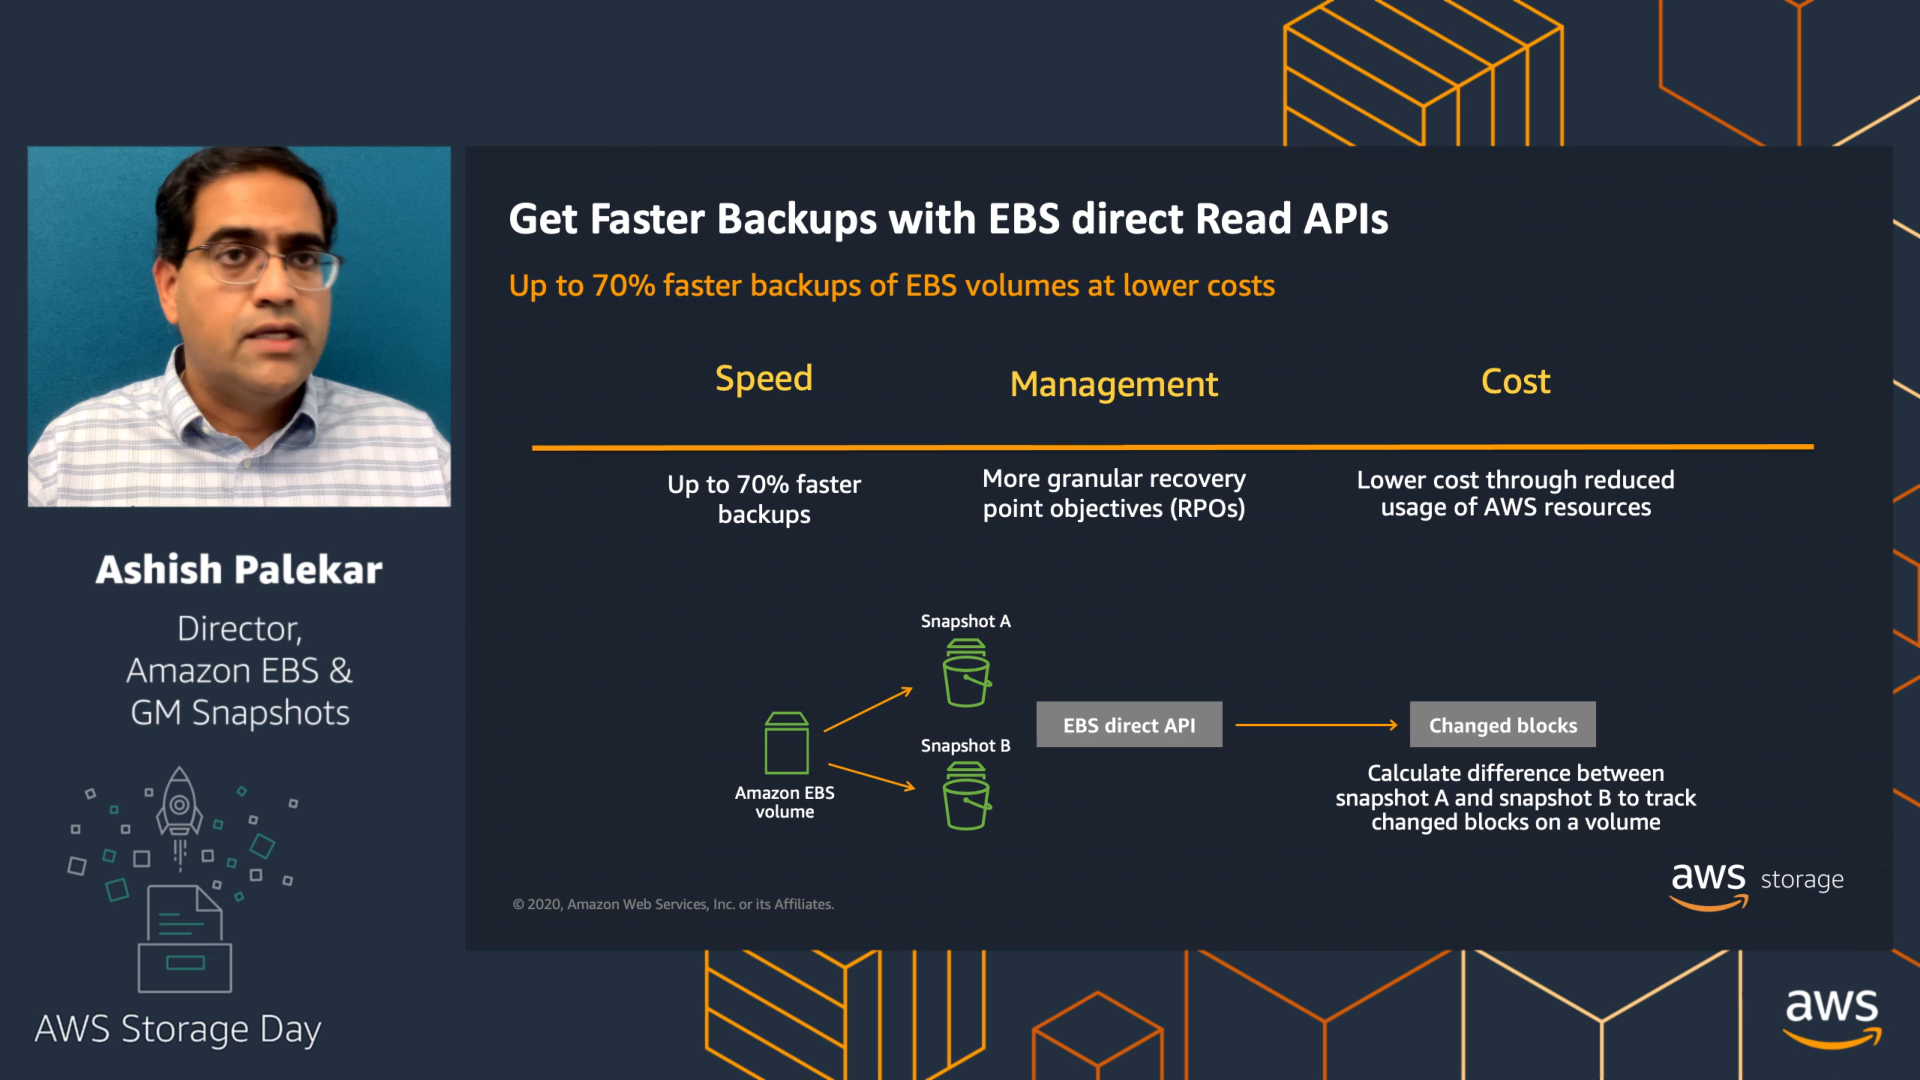 Get Faster Backups with EBS direct Read APIs
Up to 70% faster backups of EBS volumes at lower costs
Speed
Management
Cost
Up to 70% faster
backups
More granular recovery
point objectives (RPOs)
Lower cost through reduced
usage of AWS resources
Snapshot A
Snapshot B
Amazon EBS
volume
EBS direct API
Changed blocks
Calculate difference between
snapshot A and snapshot B to track
changed blocks on a volume
© 2020, Amazon Web Services, Inc. or its Affiliates.
aws storage
Ashish Palekar
Director,
Amazon EBS &
GM Snapshots
AWS Storage Day
aws